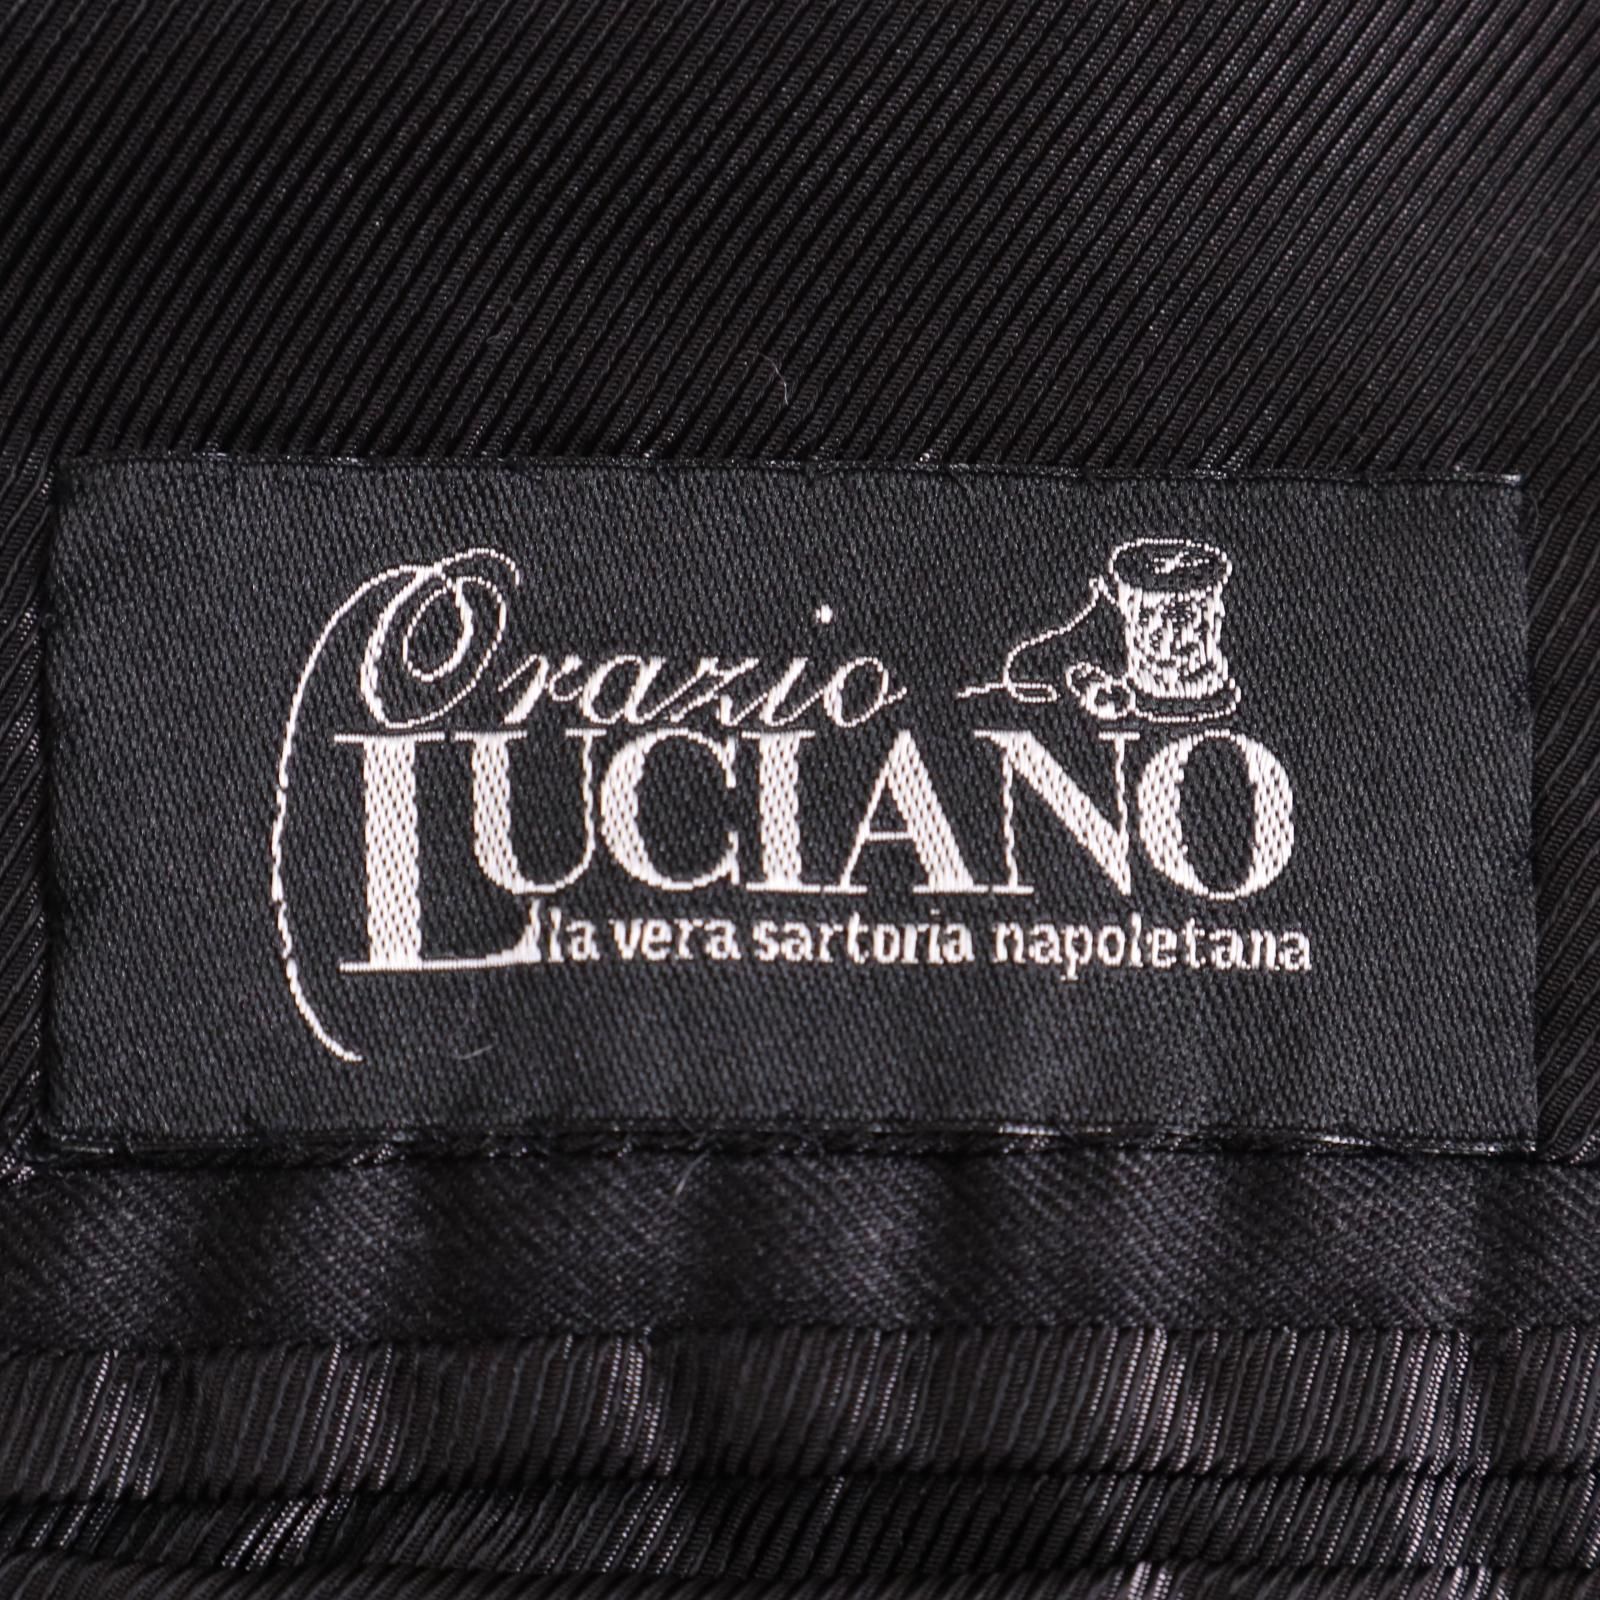 Orazio
LUCIANO
la vera sartoria napoletana